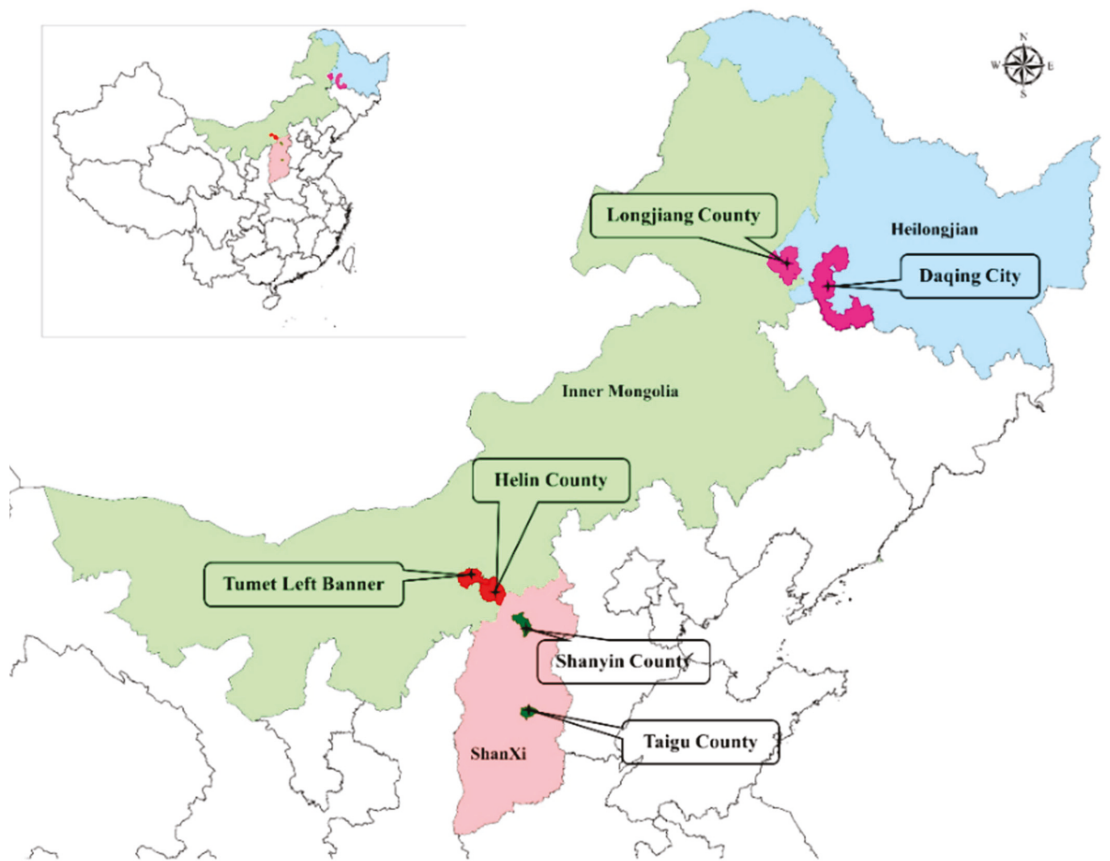 N
W E
S
Longjiang County
Heilongjian
Daqing City
Inner Mongolia
Helin County
Tumet Left Banner
Shanyin County
Taigu County
ShanXi